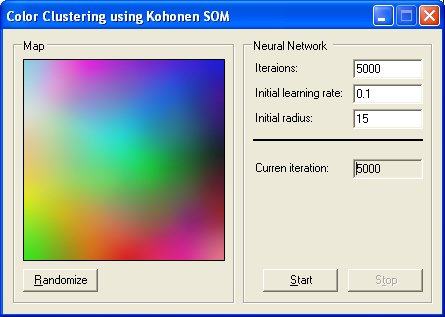 Color Clustering using Kohonen SOM
Map
Randomize
Neural Network
Iteraions: 5000
Initial learning rate: 0.1
Initial radius: 15
Curren iteration: 5000
Start Stop